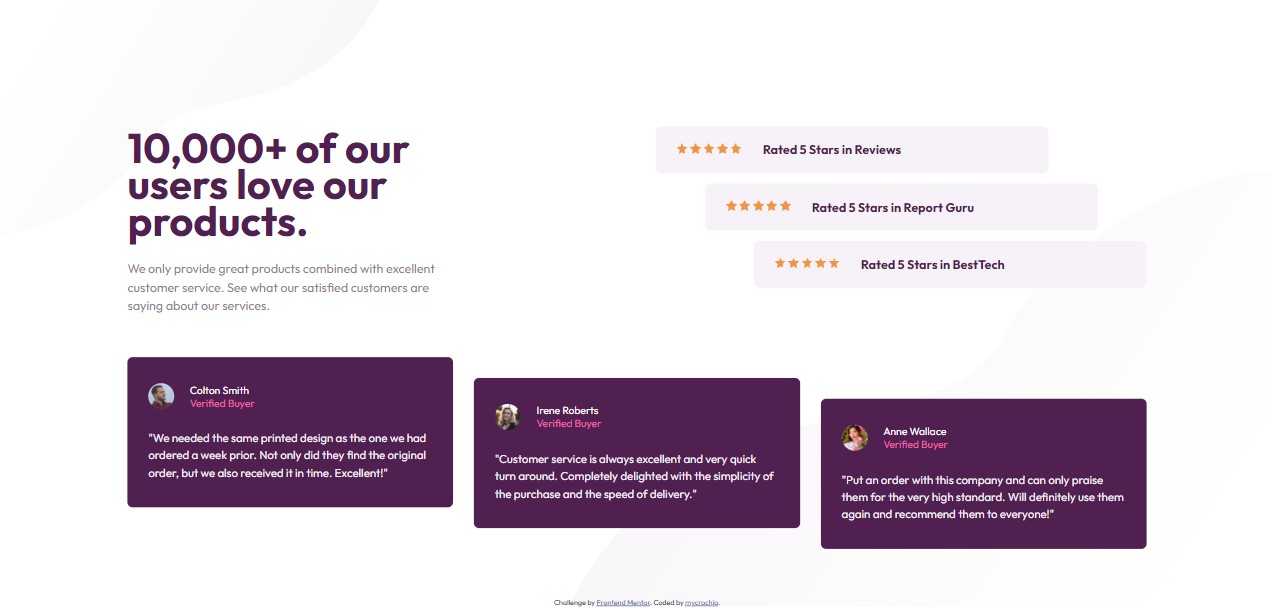 10,000+ of our
users love our
products.
We only provide great products combined with excellent
customer service. See what our satisfied customers are
saying about our services.
Rated 5 Stars in Reviews
Rated 5 Stars in Report Guru
Rated 5 Stars in BestTech
Colton Smith
Verified Buyer
"We needed the same printed design as the one we had
ordered a week prior. Not only did they find the original
order, but we also received it in time. Excellent!"
Irene Roberts
Verified Buyer
"Customer service is always excellent and very quick
turn around. Completely delighted with the simplicity of
the purchase and the speed of delivery."
Anne Wallace
Verified Buyer
"Put an order with this company and can only praise
them for the very high standard. Will definitely use them
again and recommend them to everyone!"
Challenge by Frontend Mentor. Coded by mycrochip.